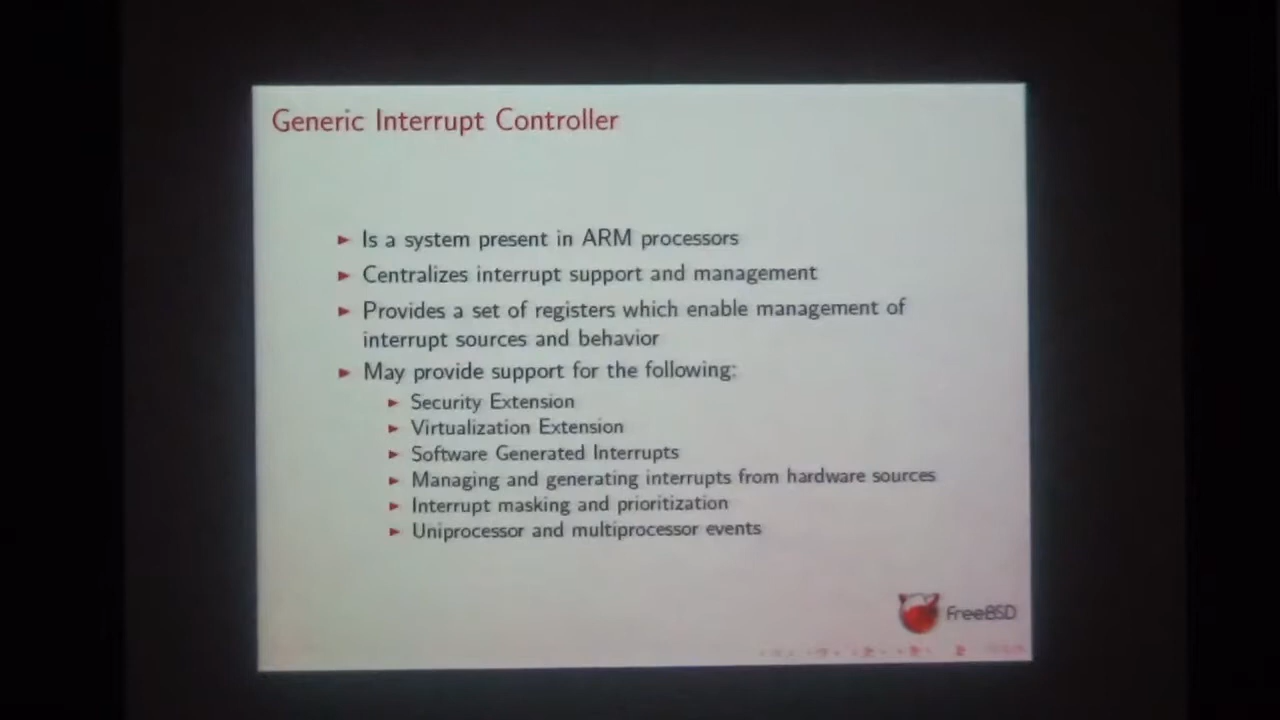 Generic Interrupt Controller
► Is a system present in ARM processors
► Centralizes interrupt support and management
► Provides a set of registers which enable management of
interrupt sources and behavior
► May provide support for the following:
► Security Extension
► Virtualization Extension
► Software Generated Interrupts
► Managing and generating interrupts from hardware sources
► Interrupt masking and prioritization
► Uniprocessor and multiprocessor events
FreeBSD